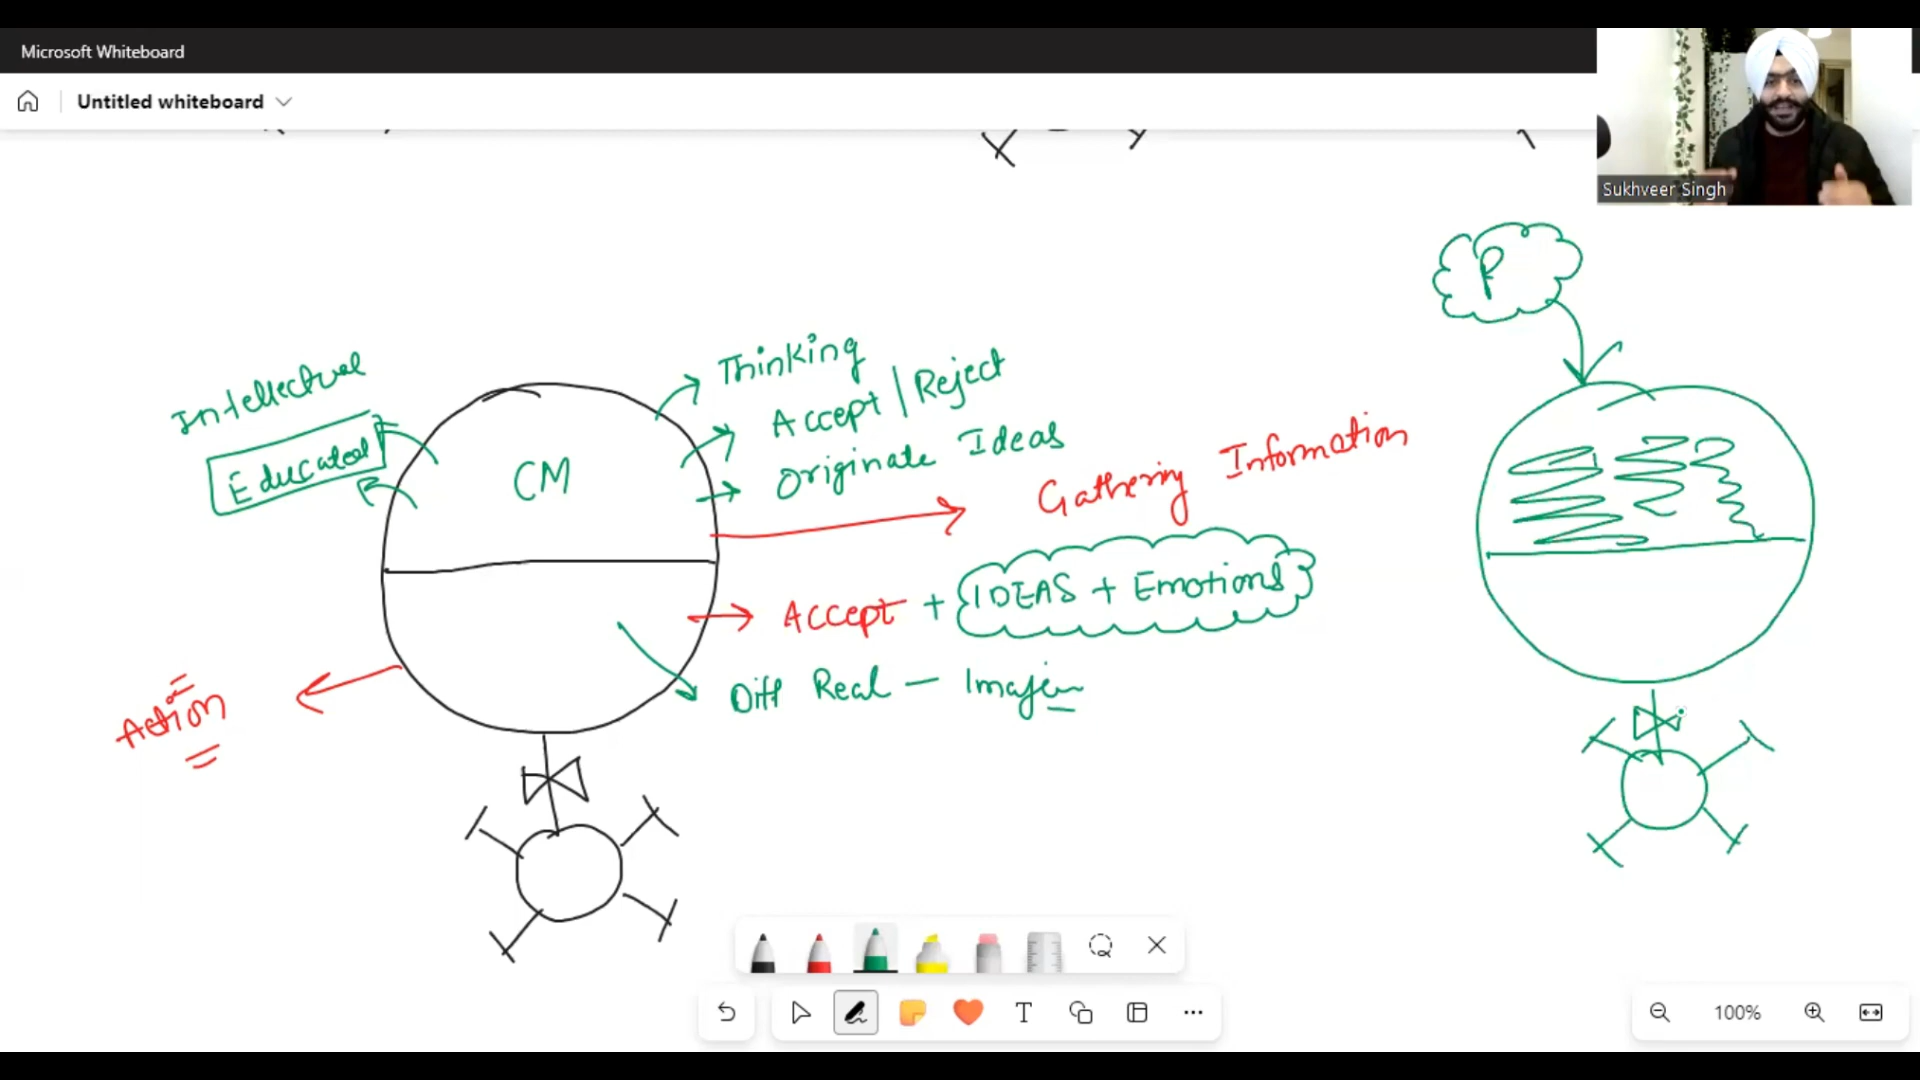 Microsoft Whiteboard
Untitled whiteboard
Sukhveer Singh
P
Intellectual
Educated
CM
Thinking
Accept | Reject
Originate Ideas
Gathering Information
Accept + IDEAS + Emotions
Diff Real -
Action
T
100%